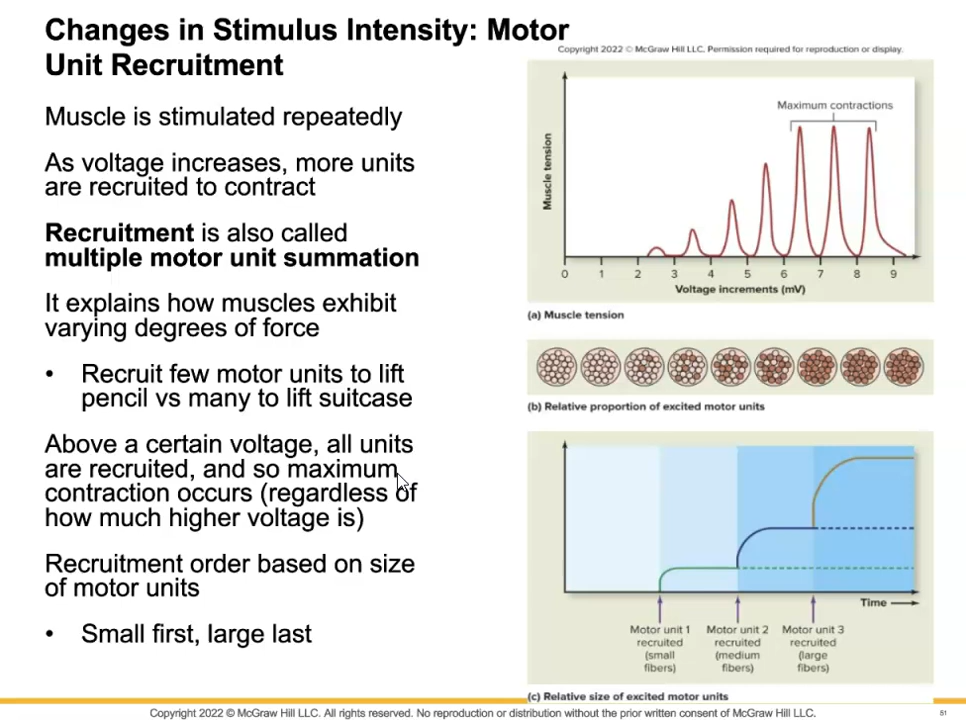 Changes in Stimulus Intensity: Motor
Unit Recruitment
Muscle is stimulated repeatedly
As voltage increases, more units
are recruited to contract
Recruitment is also called
multiple motor unit summation
It explains how muscles exhibit
varying degrees of force
• Recruit few motor units to lift
pencil vs many to lift suitcase
Above a certain voltage, all units
are recruited, and so maximum
contraction occurs (regardless of
how much higher voltage is)
Recruitment order based on size
of motor units
• Small first, large last
Copyright 2022 © McGraw Hill LLC. Permission required for reproduction or display.
Maximum contractions
Muscle tension
0 1 2 3 4 5 6 7 8 9
Voltage increments (mV)
(a) Muscle tension
(b) Relative proportion of excited motor units
Time
Motor unit 1
recruited
(small
fibers)
Motor unit 2
recruited
(medium
fibers)
Motor unit 3
recruited
(large
fibers)
(c) Relative size of excited motor units
Copyright 2022 © McGraw Hill LLC. All rights reserved. No reproduction or distribution without the prior written consent of McGraw Hill LLC.
51